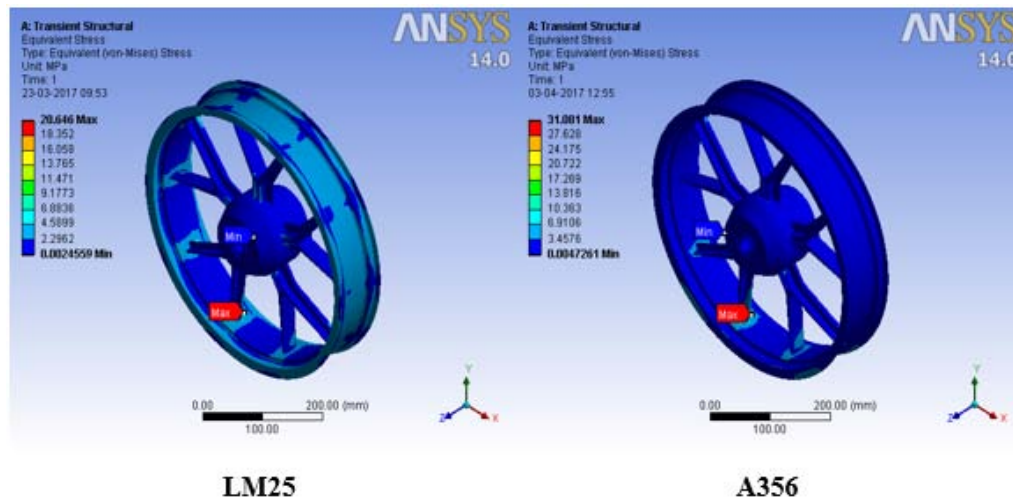 A: Transient Structural
Equivalent Stress
Type: Equivalent (von-Mises) Stress
Unit: MPa
Time: 1
23-03-2017 09:53
ANSYS
14.0
20.646 Max
18.352
16.058
13.765
11.471
9.1773
6.8836
4.5899
2.2962
0.0024559 Min
Min
Max
0.00
200.00 (mm)
100.00
Y
Z
X
A: Transient Structural
Equivalent Stress
Type: Equivalent (von-Mises) Stress
Unit: MPa
Time: 1
03-04-2017 12:55
ANSYS
14.0
31.081 Max
27.628
24.175
20.722
17.269
13.816
10.363
6.9106
3.4576
0.0047261 Min
Min
Max
0.00
200.00 (mm)
100.00
Y
Z
X
LM25
A356